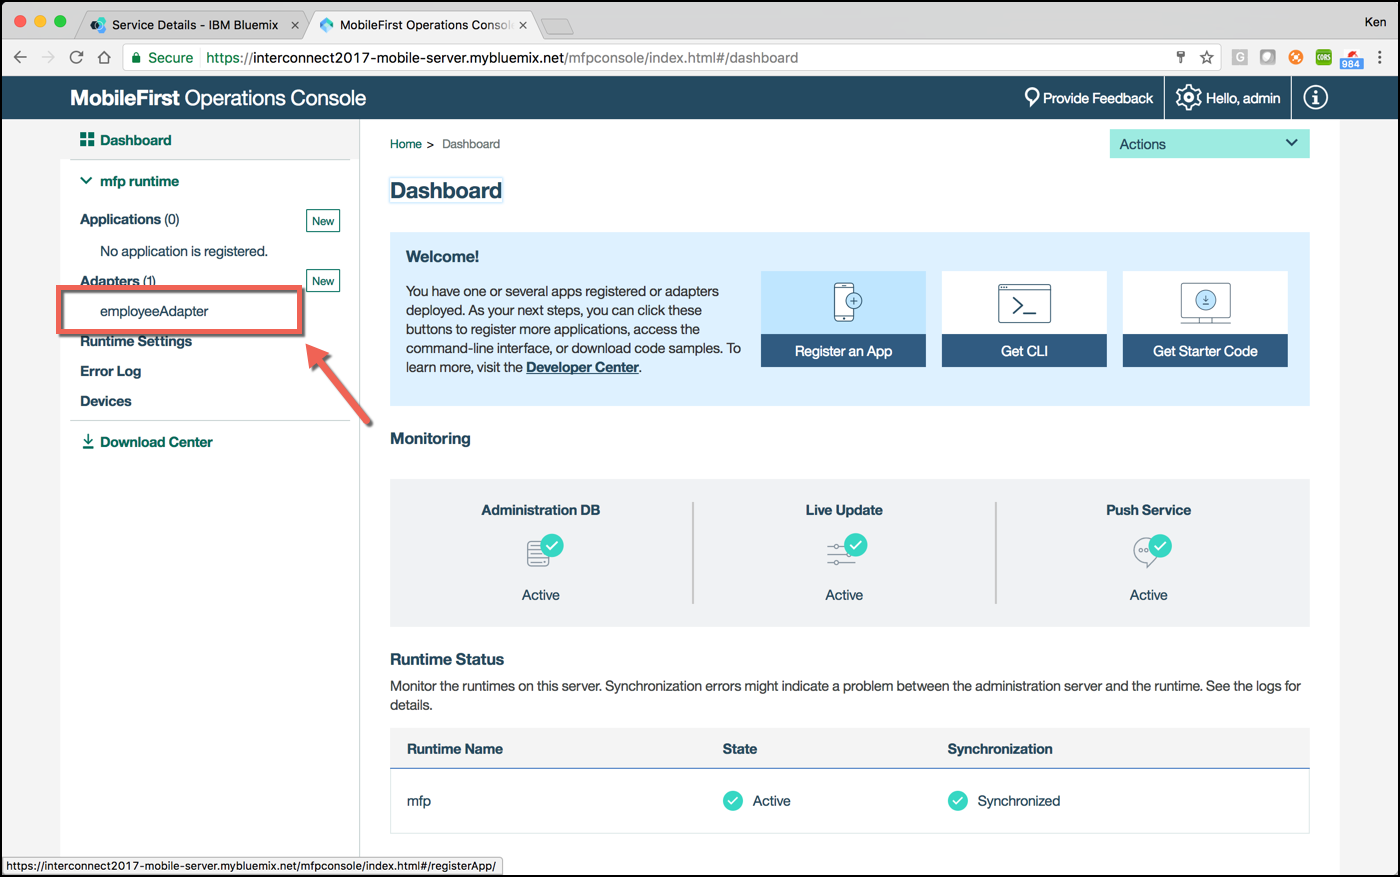 Service Details - IBM Bluemix
MobileFirst Operations Conso
Ken
Secure https://interconnect2017-mobile-server.mybluemix.net/mfpconsole/index.html#/dashboard
G
CORS
984
MobileFirst Operations Console
Provide Feedback
Hello, admin
Dashboard
mfp runtime
Applications (0)
New
No application is registered.
Adapters (1)
New
employeeAdapter
Runtime Settings
Error Log
Devices
Download Center
Home > Dashboard
Actions
Dashboard
Welcome!
You have one or several apps registered or adapters
deployed. As your next steps, you can click these
buttons to register more applications, access the
command-line interface, or download code samples. To
learn more, visit the Developer Center.
Register an App
Get CLI
Get Starter Code
Monitoring
Administration DB
Live Update
Push Service
Active
Active
Active
Runtime Status
Monitor the runtimes on this server. Synchronization errors might indicate a problem between the administration server and the runtime. See the logs for
details.
Runtime Name State Synchronization
mfp Active Synchronized
https://interconnect2017-mobile-server.mybluemix.net/mfpconsole/index.html#/registerApp/